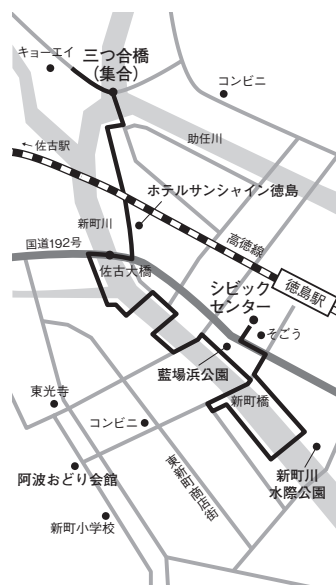 キョーエイ
三つ合橋
(集合)
コンビニ
←佐古駅
助任川
ホテルサンシャイン徳島
新町川
高徳線
国道192号
徳島駅
佐古大橋
シビック
センター
そごう
藍場浜公園
新町橋
東光寺
コンビニ
阿波おどり会館
東新町商店街
新町川
水際公園
新町小学校